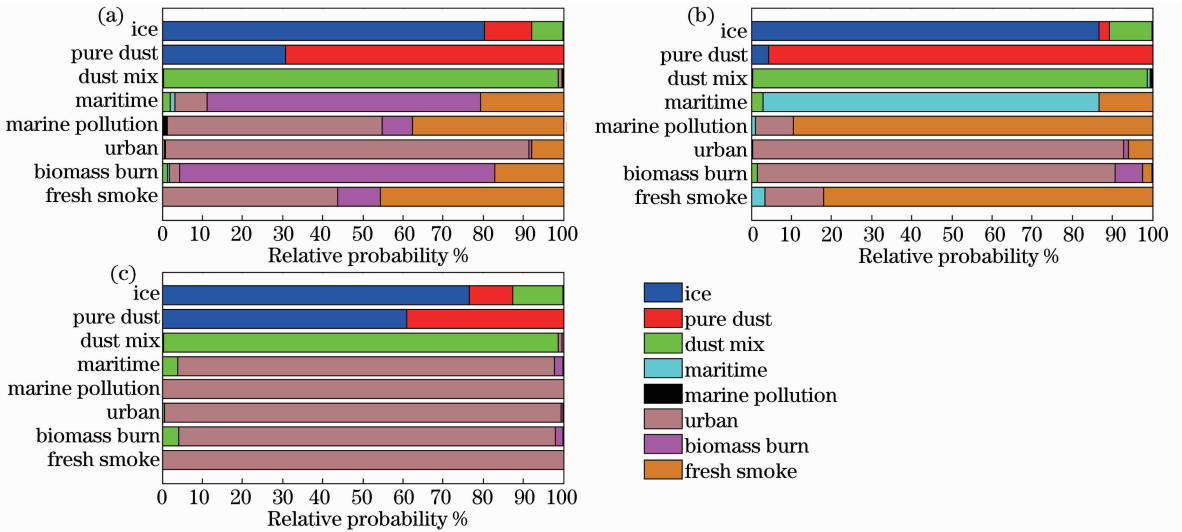 (a)
ice
pure dust
dust mix
maritime
marine pollution
urban
biomass burn
fresh smoke
0 10 20 30 40 50 60 70 80 90 100
Relative probability %
(b)
ice
pure dust
dust mix
maritime
marine pollution
urban
biomass burn
fresh smoke
0 10 20 30 40 50 60 70 80 90 100
Relative probability %
(c)
ice
pure dust
dust mix
maritime
marine pollution
urban
biomass burn
fresh smoke
0 10 20 30 40 50 60 70 80 90 100
Relative probability %
ice
pure dust
dust mix
maritime
marine pollution
urban
biomass burn
fresh smoke